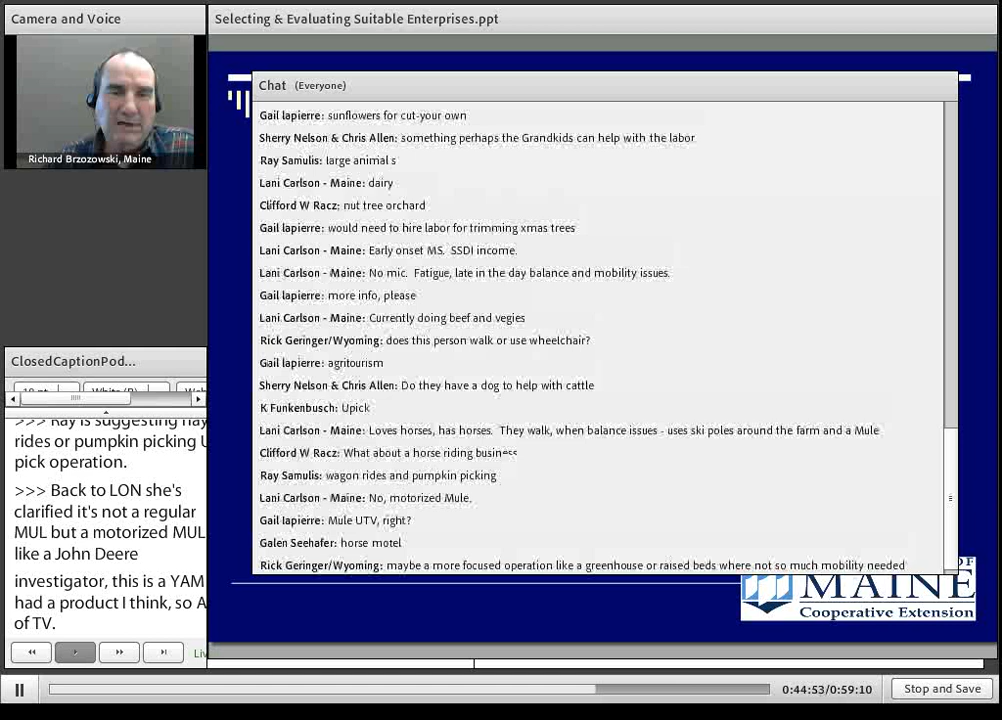 Camera and Voice
Richard Brzozowski, Maine
Selecting & Evaluating Suitable Enterprises.ppt
Chat (Everyone)
Gail lapierre: sunflowers for cut-your own
Sherry Nelson & Chris Allen: something perhaps the Grandkids can help with the labor
Ray Samulis: large animal s
Lani Carlson - Maine: dairy
Clifford W Racz: nut tree orchard
Gail lapierre: would need to hire labor for trimming xmas trees
Lani Carlson - Maine: Early onset MS. SSDI income.
Lani Carlson - Maine: No mic. Fatigue, late in the day balance and mobility issues.
Gail lapierre: more info, please
Lani Carlson - Maine: Currently doing beef and vegies
Rick Geringer/Wyoming: does this person walk or use wheelchair?
Gail lapierre: agritourism
Sherry Nelson & Chris Allen: Do they have a dog to help with cattle
K Funkenbusch: Upick
Lani Carlson - Maine: Loves horses, has horses. They walk, when balance issues - uses ski poles around the farm and a Mule
Clifford W Racz: What about a horse riding business
Ray Samulis: wagon rides and pumpkin picking
Lani Carlson - Maine: No, motorized Mule.
Gail lapierre: Mule UTV, right?
Galen Seehafer: horse motel
Rick Geringer/Wyoming: maybe a more focused operation like a greenhouse or raised beds where not so much mobility needed
OF
MAINE
Cooperative Extension
ClosedCaptionPod...
>>> Ray is suggesting hay
rides or pumpkin picking U
pick operation.
>>> Back to LON she's
clarified it's not a regular
MUL but a motorized MUL
like a John Deere
investigator, this is a YAM
had a product I think, so A
of TV.
Liv
0:44:53/0:59:10
Stop and Save